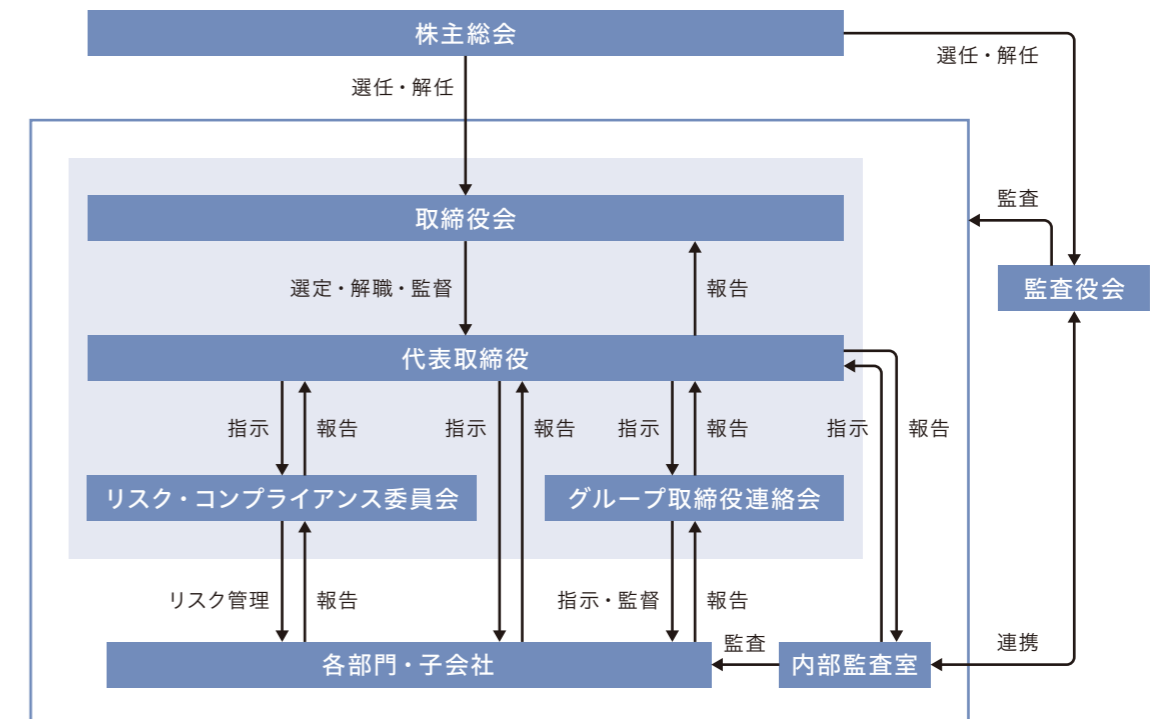 株主総会
選任・解任
選任・解任
監査
取締役会
監査役会
選定・解職・監督
報告
代表取締役
指示
報告
指示
報告
指示
報告
指示
報告
リスク・コンプライアンス委員会
グループ取締役連絡会
リスク管理
報告
指示・監督
報告
監査
連携
各部門・子会社
内部監査室